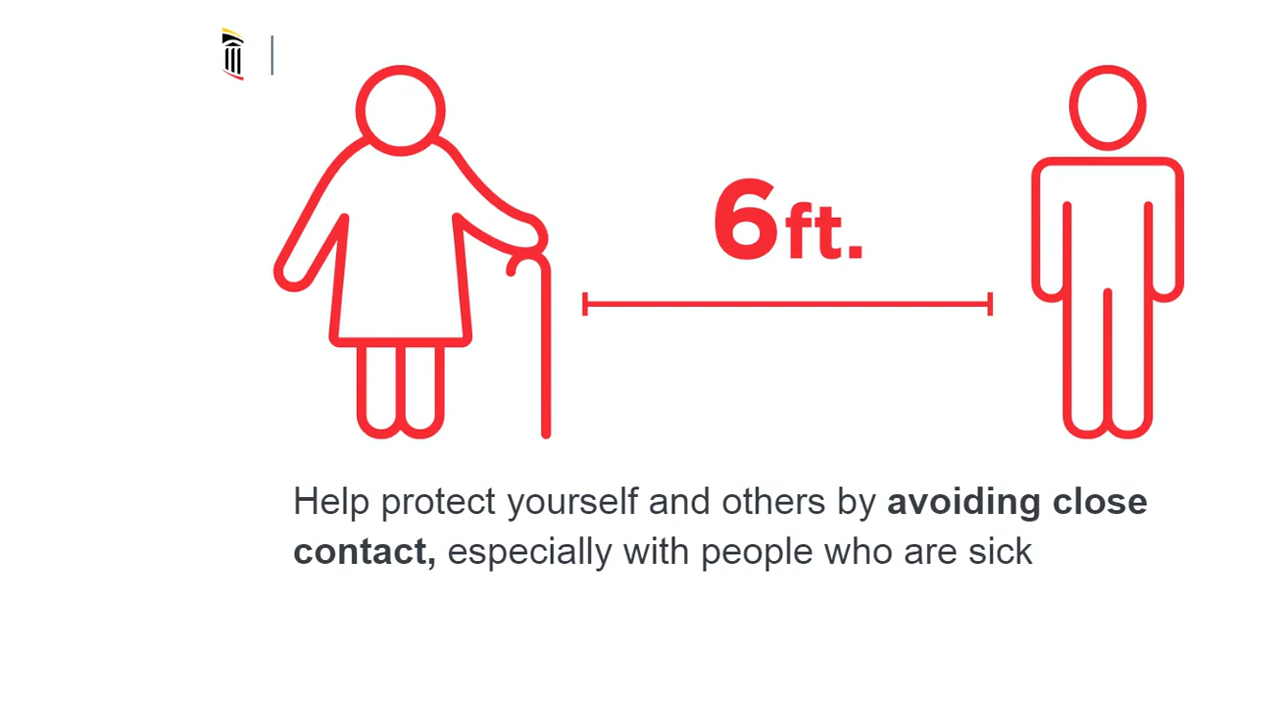 6ft.
Help protect yourself and others by avoiding close
contact, especially with people who are sick